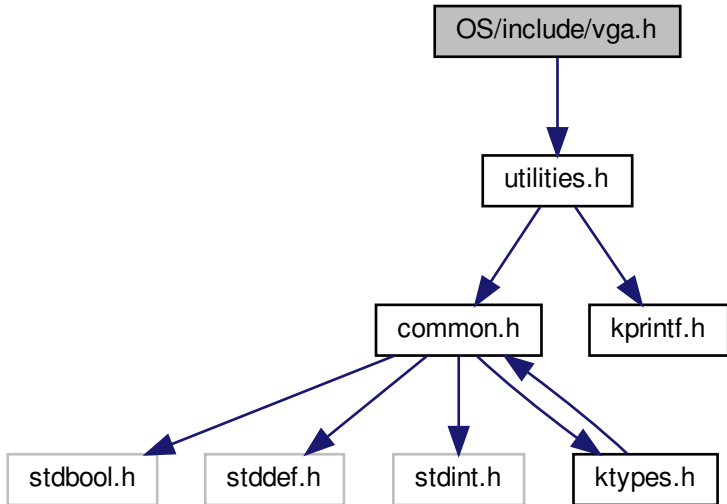 OS/include/vga.h
utilities.h
common.h
kprintf.h
stdbool.h
stddef.h
stdint.h
ktypes.h